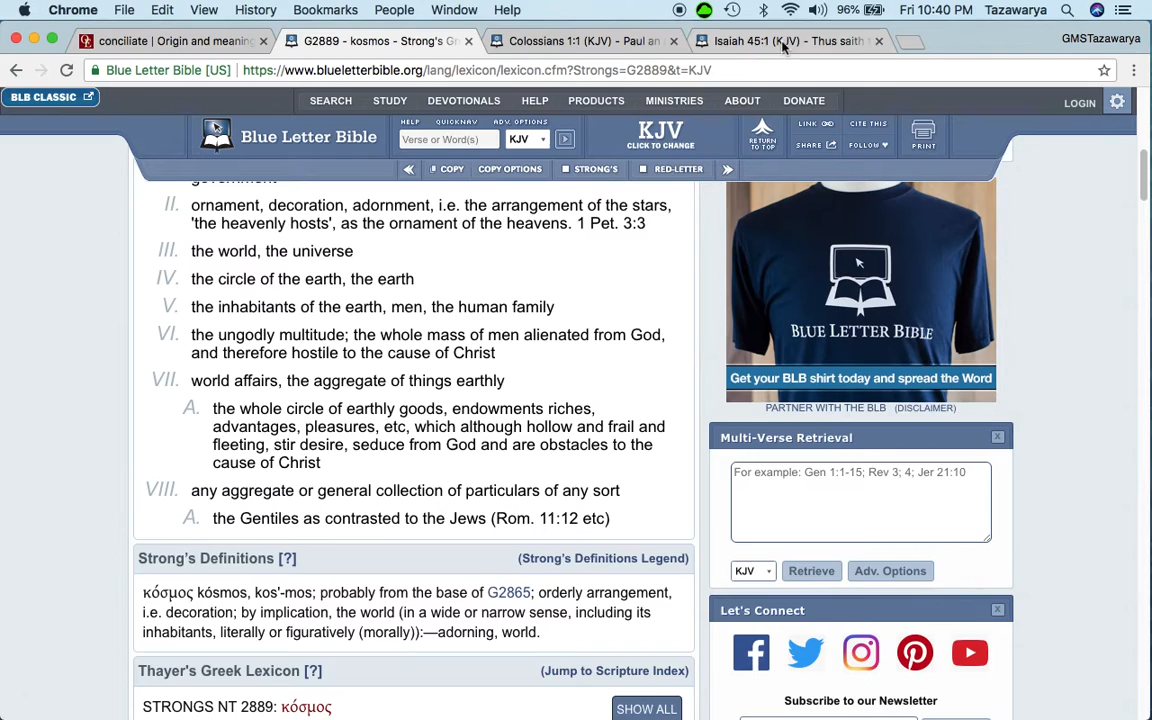 Chrome File Edit View History Bookmarks People Window Help 96% Fri 10:40 PM Tazawarya
conciliate | Origin and meaning
G2889 - kosmos - Strong's Gr
Colossians 1:1 (KJV) - Paul an
Isaiah 45:1 (KJV) - Thus saith
GMSTazawarya
Blue Letter Bible [US] https://www.blueletterbible.org/lang/lexicon/lexicon.cfm?Strongs=G2889&t=KJV
BLB CLASSIC
SEARCH STUDY DEVOTIONALS HELP PRODUCTS MINISTRIES ABOUT DONATE
LOGIN
Blue Letter Bible
HELP QUICKNAV ADV. OPTIONS
Verse or Word(s) KJV
KJV
CLICK TO CHANGE
RETURN
TO TOP
LINK CITE THIS
SHARE FOLLOW
PRINT
COPY COPY OPTIONS STRONG'S RED-LETTER
government
II. ornament, decoration, adornment, i.e. the arrangement of the stars,
'the heavenly hosts', as the ornament of the heavens. 1 Pet. 3:3
III. the world, the universe
IV. the circle of the earth, the earth
V. the inhabitants of the earth, men, the human family
VI. the ungodly multitude; the whole mass of men alienated from God,
and therefore hostile to the cause of Christ
VII. world affairs, the aggregate of things earthly
A. the whole circle of earthly goods, endowments riches,
advantages, pleasures, etc, which although hollow and frail and
fleeting, stir desire, seduce from God and are obstacles to the
cause of Christ
VIII. any aggregate or general collection of particulars of any sort
A. the Gentiles as contrasted to the Jews (Rom. 11:12 etc)
Strong's Definitions [?] (Strong's Definitions Legend)
κόσμος kósmos, kos'-mos; probably from the base of G2865; orderly arrangement,
i.e. decoration; by implication, the world (in a wide or narrow sense, including its
inhabitants, literally or figuratively (morally)):—adorning, world.
Thayer's Greek Lexicon [?] (Jump to Scripture Index)
STRONGS NT 2889: κόσμος SHOW ALL
BLUE LETTER BIBLE
Get your BLB shirt today and spread the Word
PARTNER WITH THE BLB (DISCLAIMER)
Multi-Verse Retrieval
For example: Gen 1:1-15; Rev 3; 4; Jer 21:10
KJV Retrieve Adv. Options
Let's Connect
Subscribe to our Newsletter